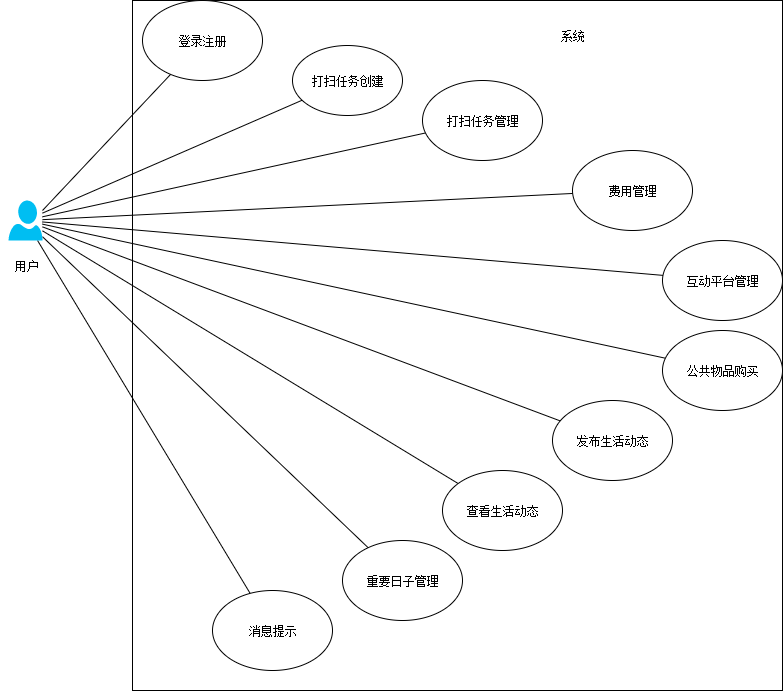 系统
登录注册
打扫任务创建
打扫任务管理
费用管理
用户
互动平台管理
公共物品购买
发布生活动态
查看生活动态
重要日子管理
消息提示